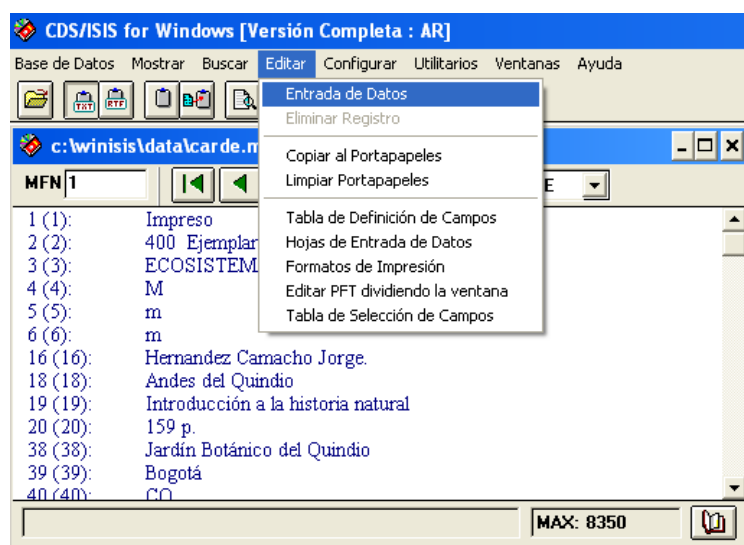 CDS/ISIS for Windows [Versión Completa : AR]
Base de Datos Mostrar Buscar Editar Configurar Utilitarios Ventanas Ayuda
TXT RTF
Entrada de Datos
Eliminar Registro
Copiar al Portapapeles
Limpiar Portapapeles
Tabla de Definición de Campos
Hojas de Entrada de Datos
Formatos de Impresión
Editar PFT dividiendo la ventana
Tabla de Selección de Campos
c:\winisis\data\carde.m
MFN 1 E
1 (1): Impreso
2 (2): 400 Ejemplar
3 (3): ECOSISTEM
4 (4): M
5 (5): m
6 (6): m
16 (16): Hernandez Camacho Jorge.
18 (18): Andes del Quindio
19 (19): Introducción a la historia natural
20 (20): 159 p.
38 (38): Jardín Botánico del Quindio
39 (39): Bogotá
40 (40): CO
MAX: 8350